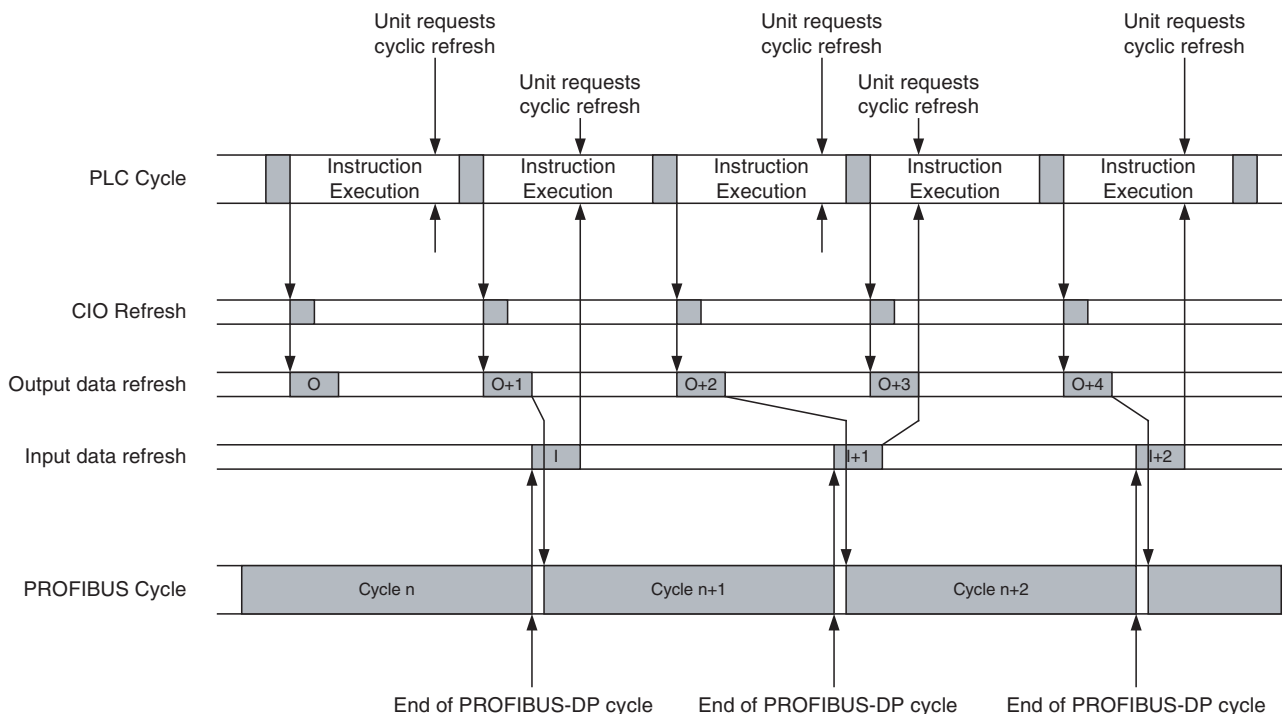 Unit requests
cyclic refresh
Unit requests
cyclic refresh
Unit requests
cyclic refresh
Unit requests
cyclic refresh
Unit requests
cyclic refresh
PLC Cycle
Instruction
Execution
Instruction
Execution
Instruction
Execution
Instruction
Execution
Instruction
Execution
CIO Refresh
Output data refresh
O
O+1
O+2
O+3
O+4
Input data refresh
I
I+1
I+2
PROFIBUS Cycle
Cycle n
Cycle n+1
Cycle n+2
End of PROFIBUS-DP cycle
End of PROFIBUS-DP cycle
End of PROFIBUS-DP cycle